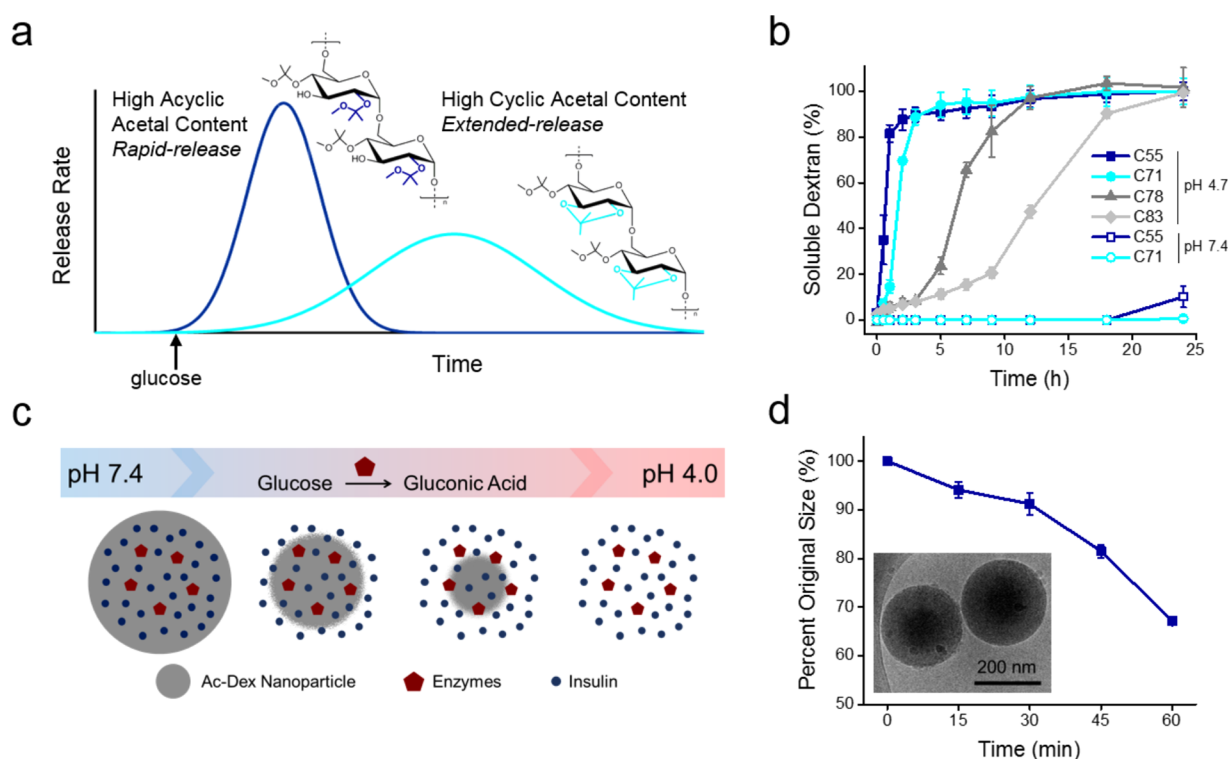 a
High Acyclic
Acetal Content
Rapid-release
High Cyclic Acetal Content
Extended-release
Release Rate
Time
glucose
O
O
O
O
HO
O
O
O
O
O
O
HO
O
O
O
n
O
O
O
O
O
O
O
O
O
O
O
O
O
n
b
Soluble Dextran (%)
100
80
60
40
20
0
0
5
10
15
20
25
Time (h)
C55
C71
C78
C83
pH 4.7
C55
C71
pH 7.4
c
pH 7.4
Glucose
Gluconic Acid
pH 4.0
Ac-Dex Nanoparticle
Enzymes
Insulin
d
Percent Original Size (%)
100
90
80
70
60
50
0
15
30
45
60
Time (min)
200 nm